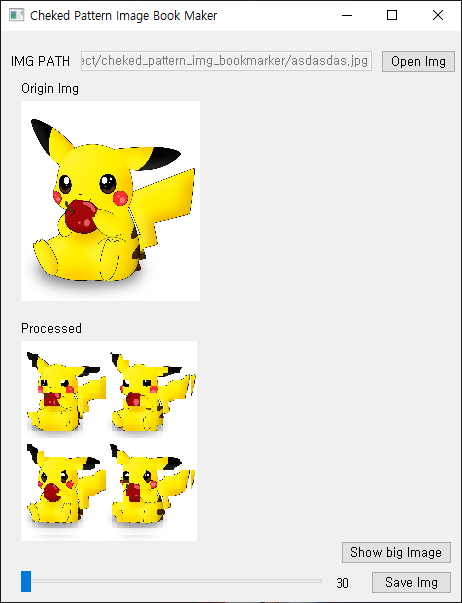 Cheked Pattern Image Book Maker
IMG PATH ect/cheked_pattern_img_bookmarker/asdasdas.jpg Open Img
Origin Img
Processed
Show big Image
30 Save Img